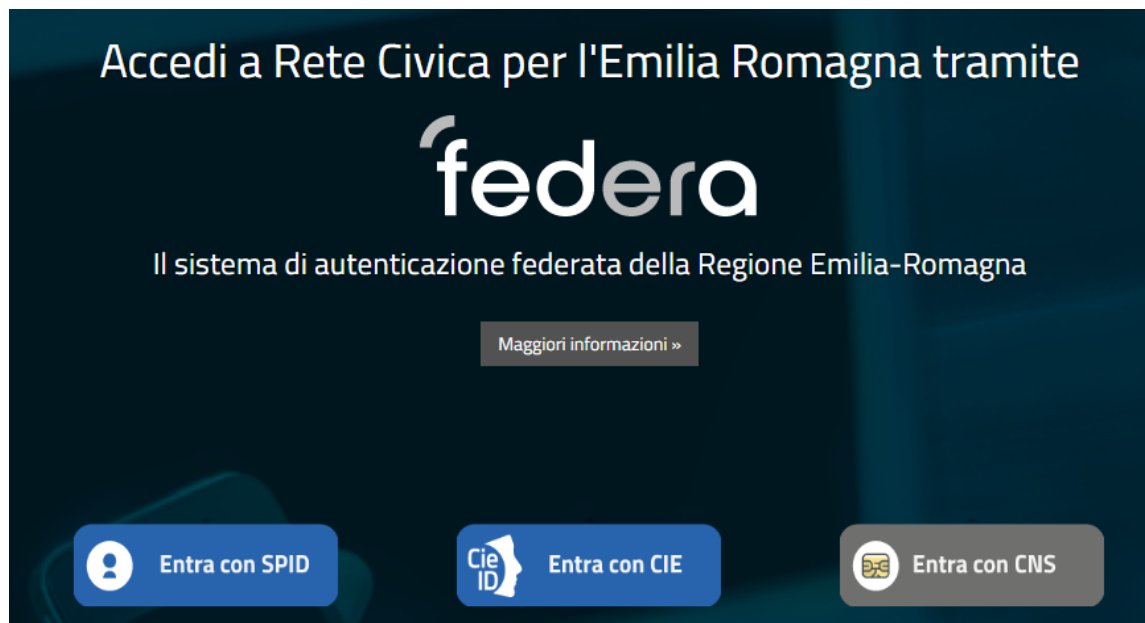 Accedi a Rete Civica per l'Emilia Romagna tramite
federa
Il sistema di autenticazione federata della Regione Emilia-Romagna
Maggiori informazioni »
Entra con SPID
Cie
ID
Entra con CIE
Entra con CNS